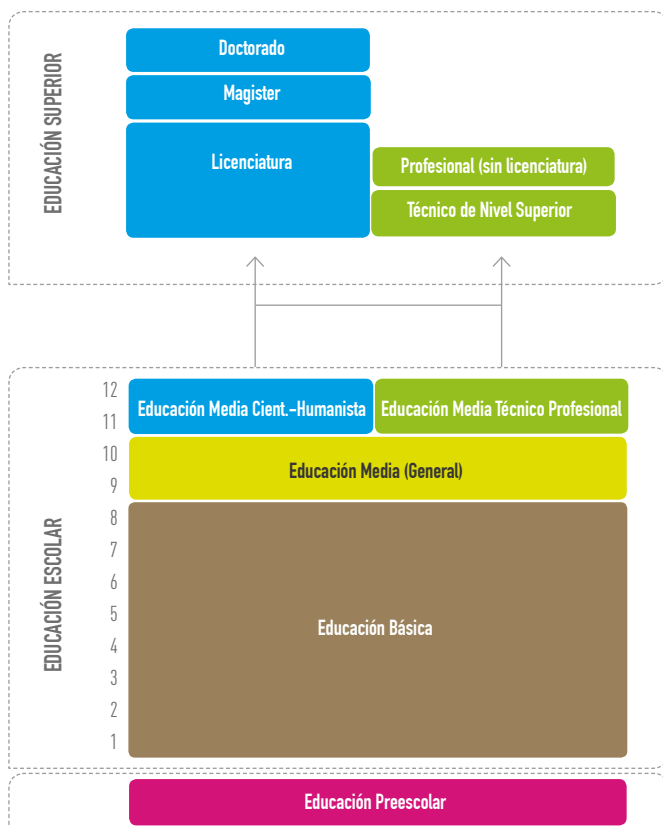 EDUCACIÓN SUPERIOR
Doctorado
Magister
Licenciatura
Profesional (sin licenciatura)
Técnico de Nivel Superior
EDUCACIÓN ESCOLAR
12
11
10
9
8
7
6
5
4
3
2
1
Educación Media Cient.-Humanista
Educación Media Técnico Profesional
Educación Media (General)
Educación Básica
Educación Preescolar